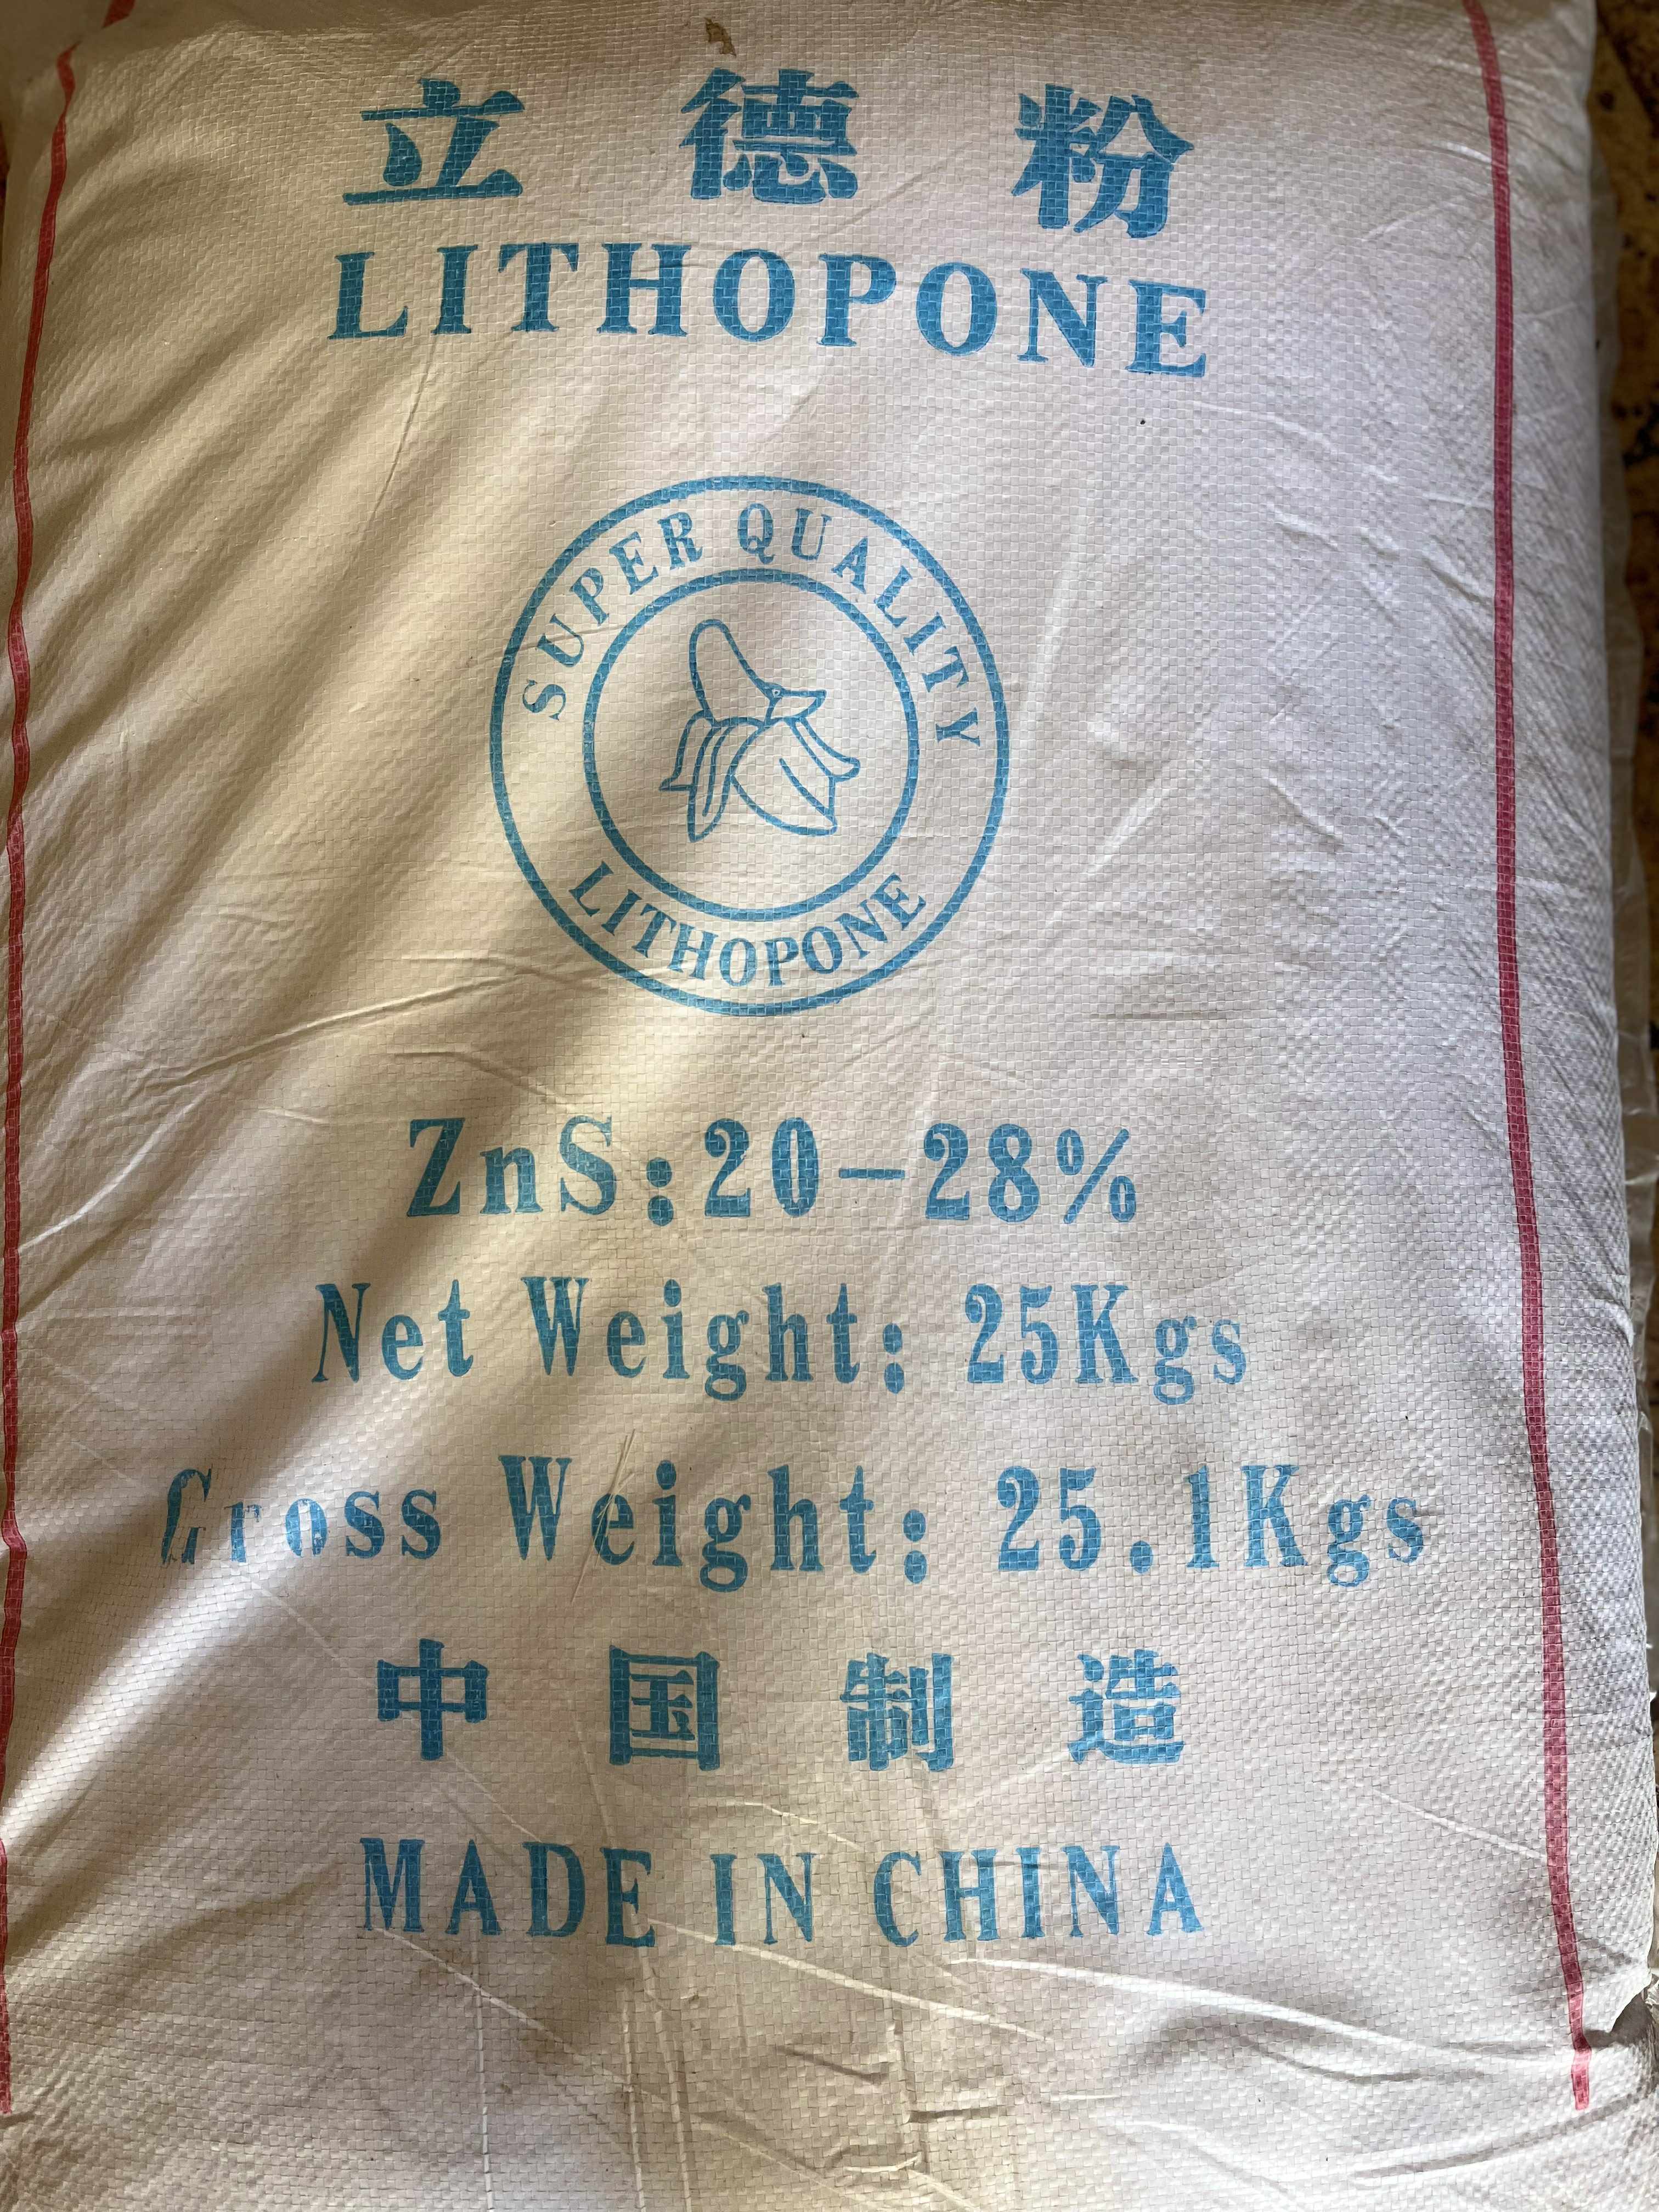 立德粉
LITHOPONE
SUPER QUALITY
LITHOPONE
ZnS:20-28%
Net Weight: 25Kgs
Gross Weight: 25.1Kgs
中国制造
MADE IN CHINA